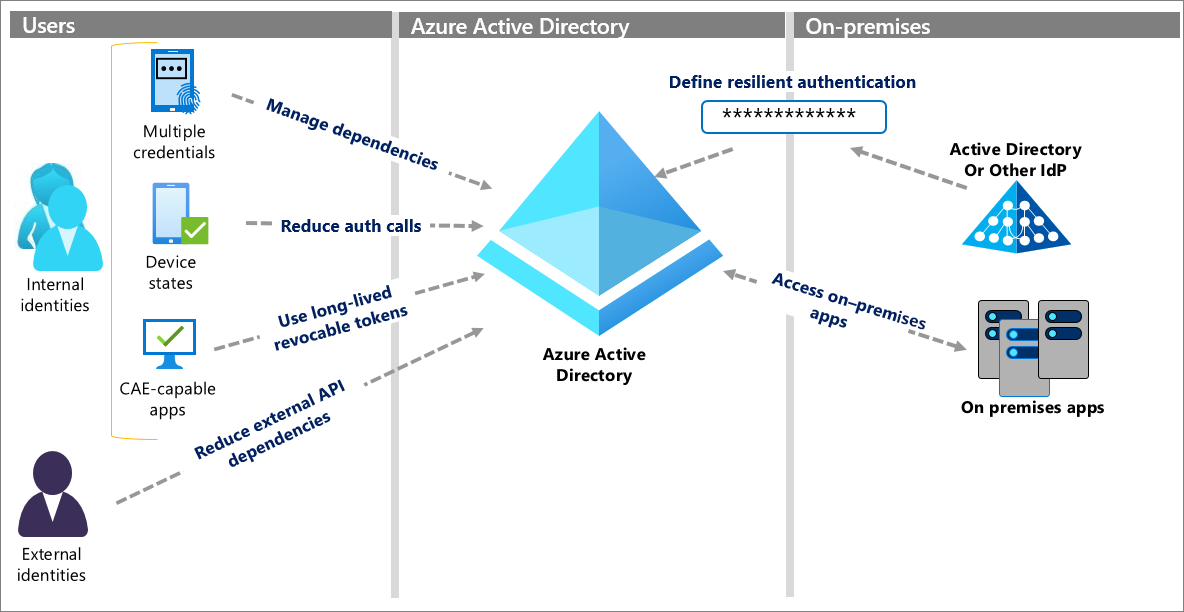 Users
Azure Active Directory
On-premises
Multiple
credentials
Device
states
CAE-capable
apps
Internal
identities
External
identities
Manage dependencies
Reduce auth calls
Use long-lived
revocable tokens
Reduce external API
dependencies
Azure Active
Directory
Define resilient authentication
*************
Active Directory
Or Other IdP
Access on–premises
apps
On premises apps